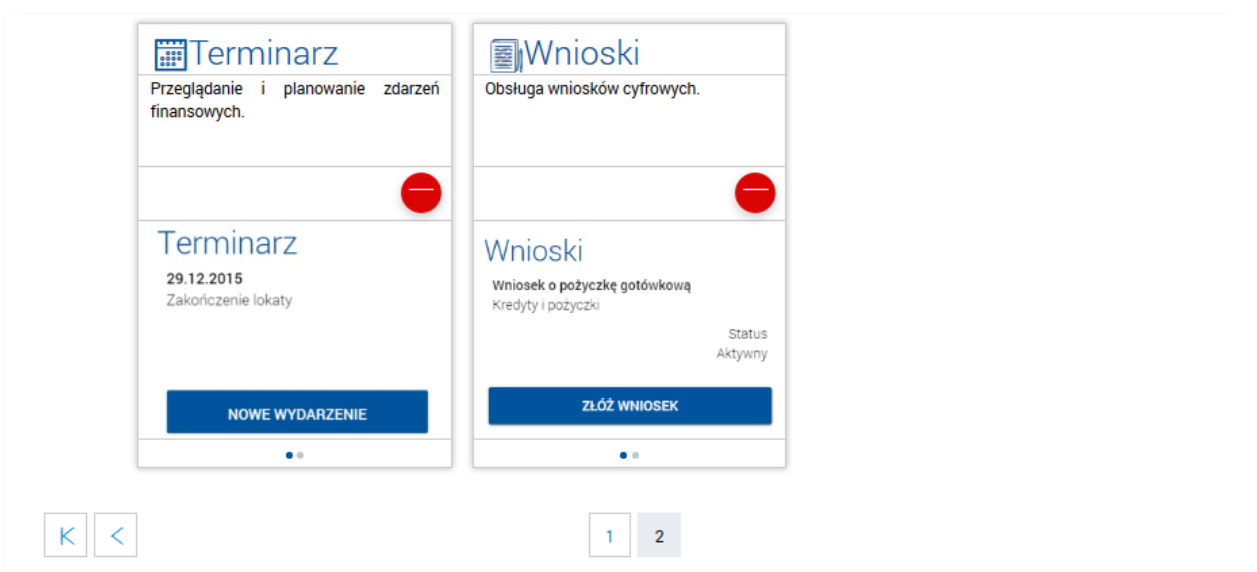 Terminarz
Przeglądanie i planowanie zdarzeń
finansowych.
Terminarz
29.12.2015
Zakończenie lokaty
NOWE WYDARZENIE
Wnioski
Obsługa wniosków cyfrowych.
Wnioski
Wniosek o pożyczkę gotówkową
Kredyty i pożyczki
Status
Aktywny
ZŁÓŻ WNIOSEK
1 2